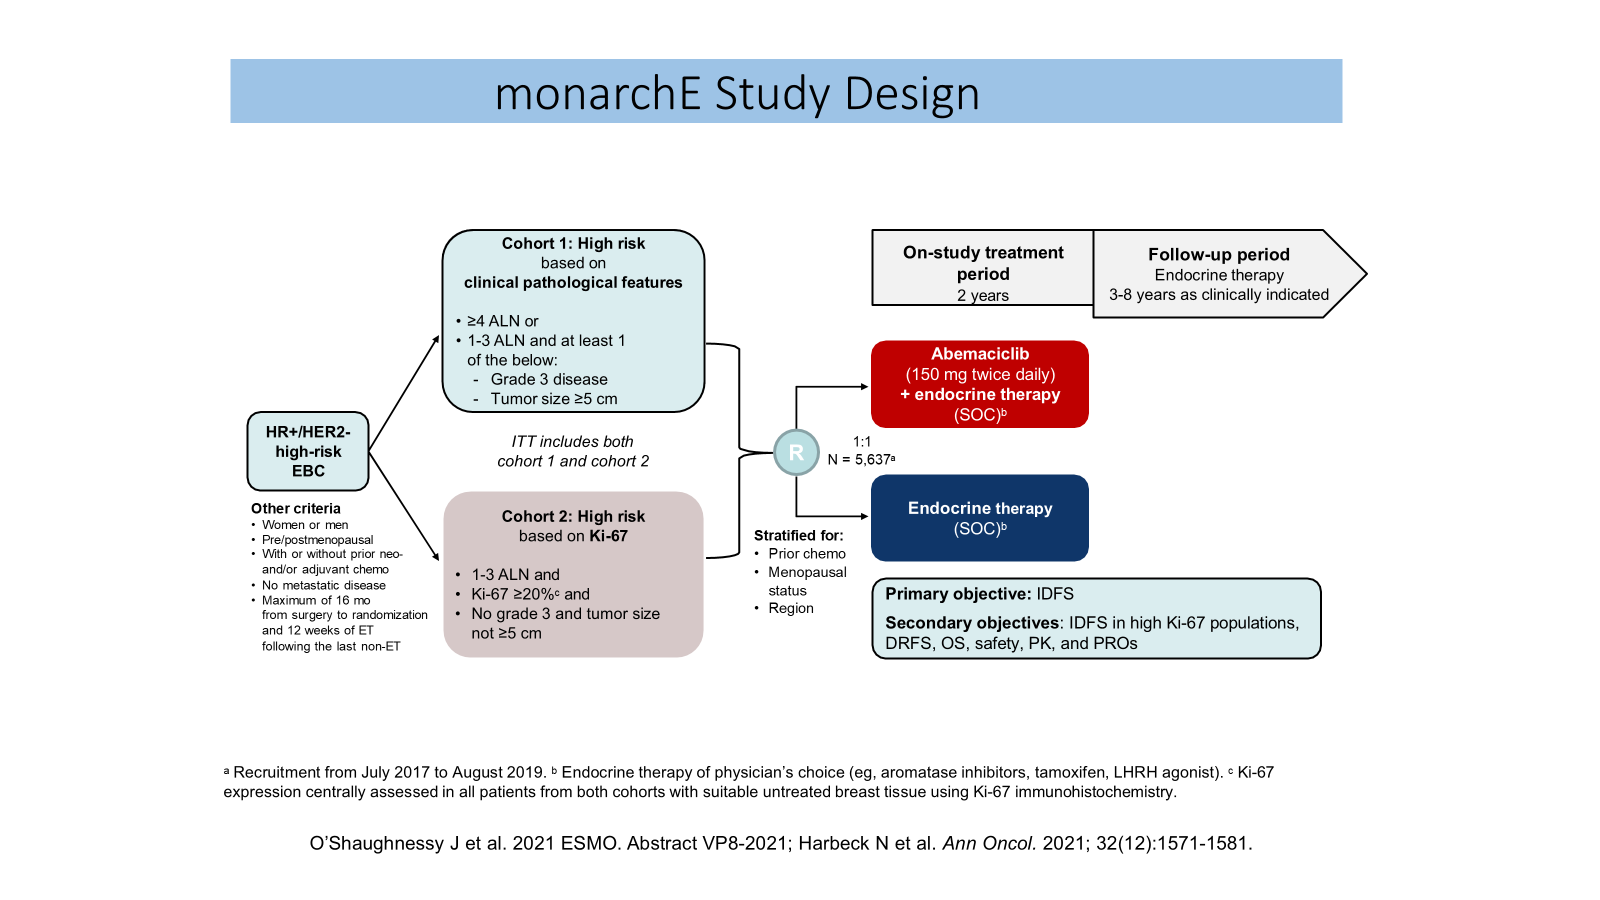 monarchE Study Design
Cohort 1: High risk
based on
clinical pathological features
• ≥4 ALN or
• 1-3 ALN and at least 1
of the below:
- Grade 3 disease
- Tumor size ≥5 cm
On-study treatment
period
2 years
Follow-up period
Endocrine therapy
3-8 years as clinically indicated
Abemaciclib
(150 mg twice daily)
+ endocrine therapy
(SOC)ᵇ
HR+/HER2-
high-risk
EBC
ITT includes both
cohort 1 and cohort 2
R
1:1
N = 5,637ᵃ
Other criteria
• Women or men
• Pre/postmenopausal
• With or without prior neo-
and/or adjuvant chemo
• No metastatic disease
• Maximum of 16 mo
from surgery to randomization
and 12 weeks of ET
following the last non-ET
Cohort 2: High risk
based on Ki-67
• 1-3 ALN and
• Ki-67 ≥20%ᶜ and
• No grade 3 and tumor size
not ≥5 cm
Endocrine therapy
(SOC)ᵇ
Stratified for:
• Prior chemo
• Menopausal
status
• Region
Primary objective: IDFS
Secondary objectives: IDFS in high Ki-67 populations,
DRFS, OS, safety, PK, and PROs
ᵃ Recruitment from July 2017 to August 2019. ᵇ Endocrine therapy of physician’s choice (eg, aromatase inhibitors, tamoxifen, LHRH agonist). ᶜ Ki-67
expression centrally assessed in all patients from both cohorts with suitable untreated breast tissue using Ki-67 immunohistochemistry.
O’Shaughnessy J et al. 2021 ESMO. Abstract VP8-2021; Harbeck N et al. Ann Oncol. 2021; 32(12):1571-1581.